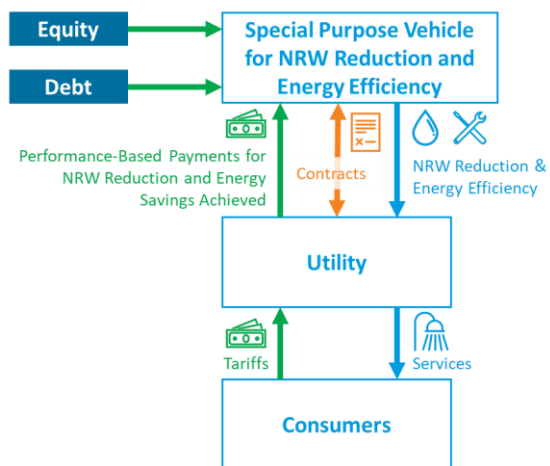 Equity
Debt
Special Purpose Vehicle
for NRW Reduction and
Energy Efficiency
Performance-Based Payments for
NRW Reduction and Energy
Savings Achieved
Contracts
NRW Reduction &
Energy Efficiency
Utility
Tariffs
Services
Consumers